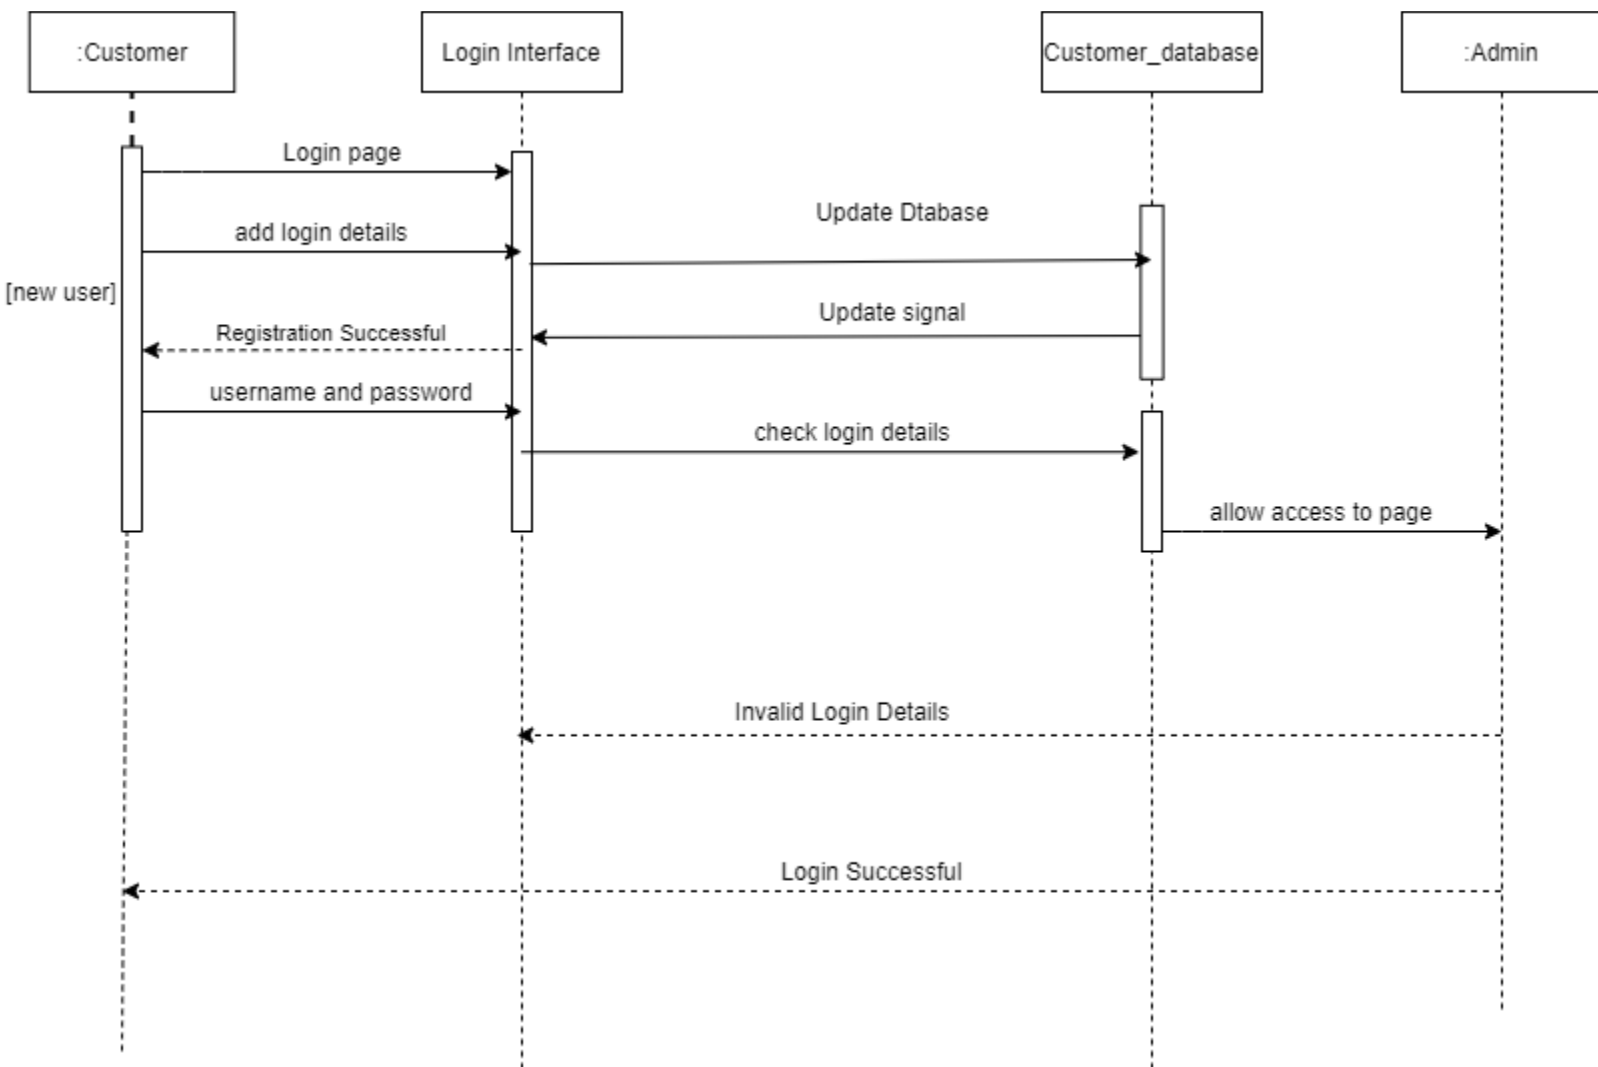 :Customer
Login Interface
Customer_database
:Admin
Login page
Update Dtabase
add login details
[new user]
Update signal
Registration Successful
username and password
check login details
allow access to page
Invalid Login Details
Login Successful